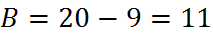 B = 20 − 9 = 11